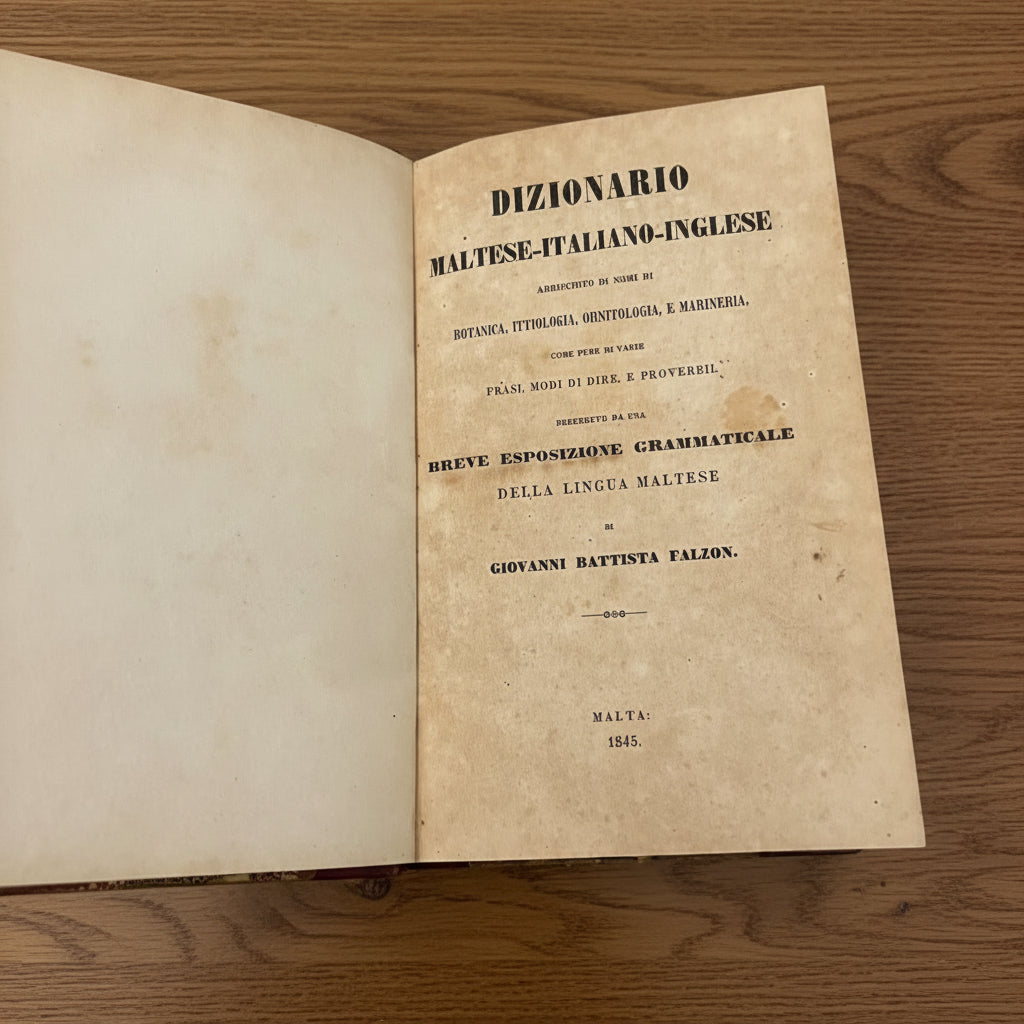 DIZIONARIO
MALTESE-ITALIANO-INGLESE
DI
BOTANICA, ITTIOLOGIA, ORNITOLOGIA, E MARINERIA,
VARIE
FRASI, MODI DI DIRE, E PROVERBII.
DA
BREVE ESPOSIZIONE GRAMMATICALE
DELLA LINGUA MALTESE
GIOVANNI BATTISTA FALZON.
MALTA:
1845.